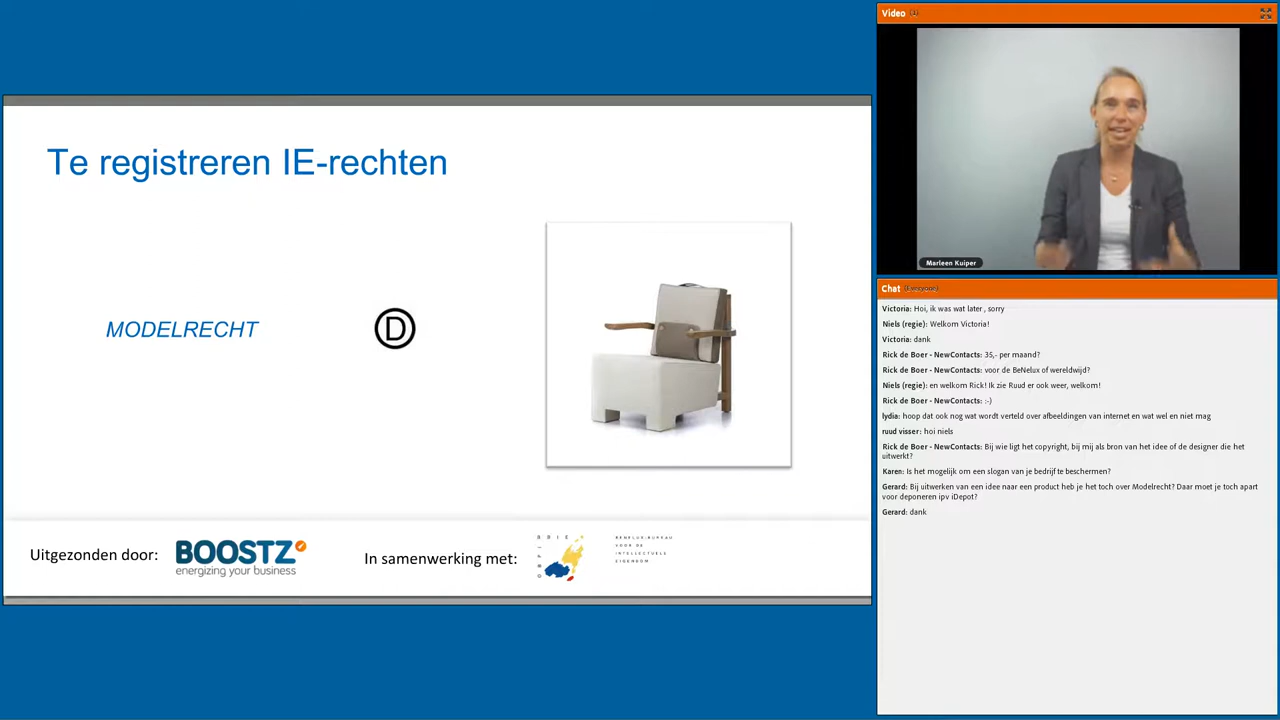 Te registreren IE-rechten
MODELRECHT
D
Uitgezonden door:
BOOSTZ
energizing your business
In samenwerking met:
BBIE
OBPI
BENELUX-BUREAU
VOOR DE
INTELLECTUELE
EIGENDOM
Video
Marleen Kuiper
Chat (Everyone)
Victoria: Hoi, ik was wat later , sorry
Niels (regie): Welkom Victoria!
Victoria: dank
Rick de Boer - NewContacts: 35,- per maand?
Rick de Boer - NewContacts: voor de BeNelux of wereldwijd?
Niels (regie): en welkom Rick! Ik zie Ruud er ook weer, welkom!
Rick de Boer - NewContacts: :-)
lydia: hoop dat ook nog wat wordt verteld over afbeeldingen van internet en wat wel en niet mag
ruud visser: hoi niels
Rick de Boer - NewContacts: Bij wie ligt het copyright, bij mij als bron van het idee of de designer die het
uitwerkt?
Karen: Is het mogelijk om een slogan van je bedrijf te beschermen?
Gerard: Bij uitwerken van een idee naar een product heb je het toch over Modelrecht? Daar moet je toch apart
voor deponeren ipv iDepot?
Gerard: dank